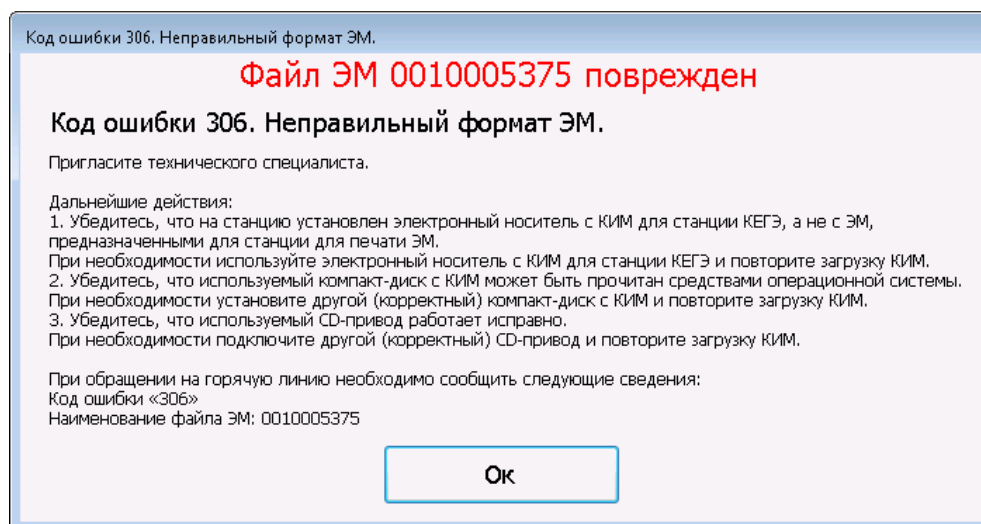 Код ошибки 306. Неправильный формат ЭМ.
Файл ЭМ 0010005375 поврежден
Код ошибки 306. Неправильный формат ЭМ.
Пригласите технического специалиста.
Дальнейшие действия:
1. Убедитесь, что на станцию установлен электронный носитель с КИМ для станции КЕГЭ, а не с ЭМ,
предназначенными для станции для печати ЭМ.
При необходимости используйте электронный носитель с КИМ для станции КЕГЭ и повторите загрузку КИМ.
2. Убедитесь, что используемый компакт-диск с КИМ может быть прочитан средствами операционной системы.
При необходимости установите другой (корректный) компакт-диск с КИМ и повторите загрузку КИМ.
3. Убедитесь, что используемый CD-привод работает исправно.
При необходимости подключите другой (корректный) CD-привод и повторите загрузку КИМ.
При обращении на горячую линию необходимо сообщить следующие сведения:
Код ошибки «306»
Наименование файла ЭМ: 0010005375
Ок